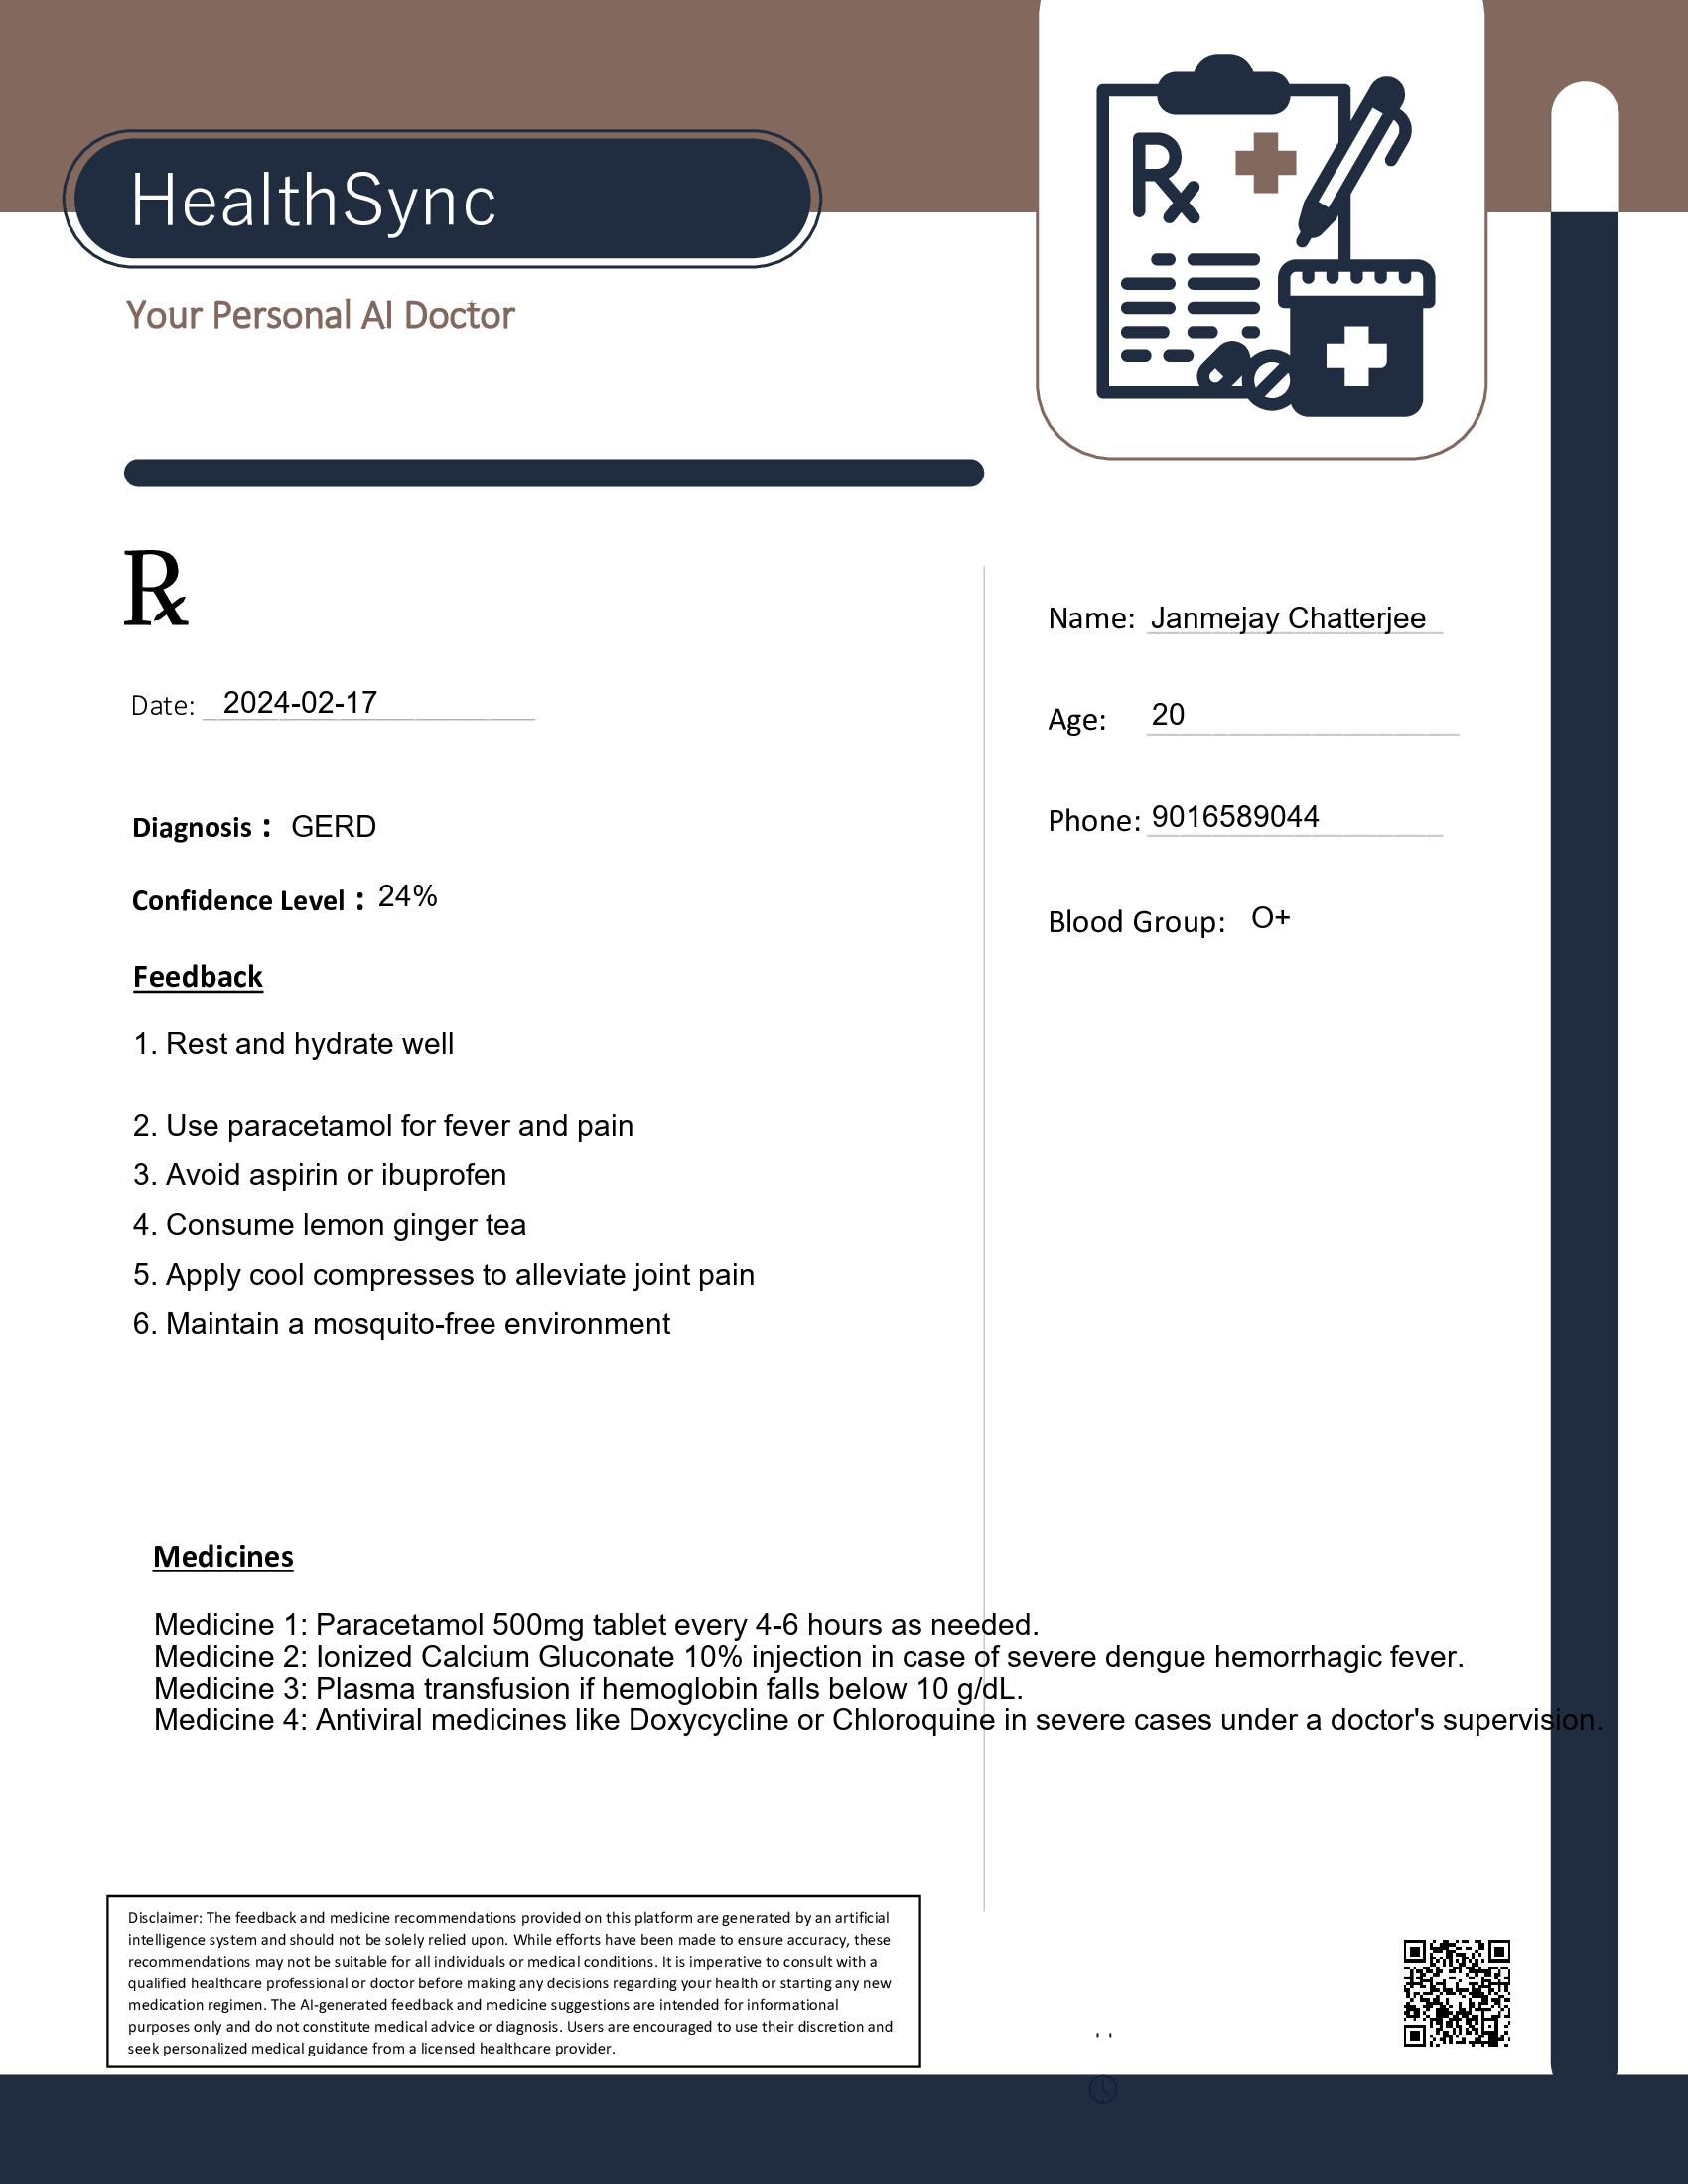 HealthSync
Your Personal AI Doctor
Rx
℞
Date: 2024-02-17
Diagnosis : GERD
Confidence Level : 24%
Feedback
1. Rest and hydrate well
2. Use paracetamol for fever and pain
3. Avoid aspirin or ibuprofen
4. Consume lemon ginger tea
5. Apply cool compresses to alleviate joint pain
6. Maintain a mosquito-free environment
Name: Janmejay Chatterjee
Age: 20
Phone: 9016589044
Blood Group: O+
Medicines
Medicine 1: Paracetamol 500mg tablet every 4-6 hours as needed.
Medicine 2: Ionized Calcium Gluconate 10% injection in case of severe dengue hemorrhagic fever.
Medicine 3: Plasma transfusion if hemoglobin falls below 10 g/dL.
Medicine 4: Antiviral medicines like Doxycycline or Chloroquine in severe cases under a doctor's supervision.
Disclaimer: The feedback and medicine recommendations provided on this platform are generated by an artificial
intelligence system and should not be solely relied upon. While efforts have been made to ensure accuracy, these
recommendations may not be suitable for all individuals or medical conditions. It is imperative to consult with a
qualified healthcare professional or doctor before making any decisions regarding your health or starting any new
medication regimen. The AI-generated feedback and medicine suggestions are intended for informational
purposes only and do not constitute medical advice or diagnosis. Users are encouraged to use their discretion and
seek personalized medical guidance from a licensed healthcare provider.